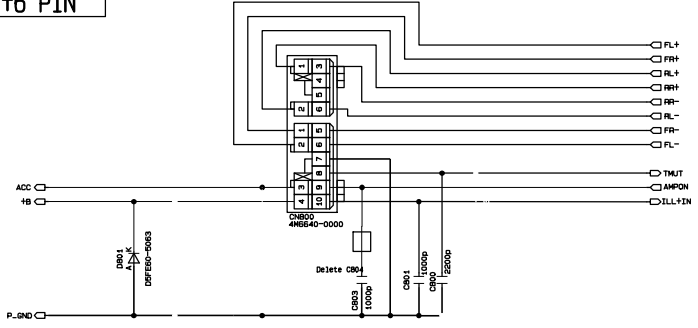 +6 PIN
FL+
FR+
RL+
RR+
RR-
RL-
FR-
FL-
1 3
4
5
2 6
1 5
2 6
7
8
3 9
4 10
TMUT
AMPON
ILL+IN
ACC
+B
CN800
4M6640-0000
D801
A K
D5FE60-5063
Delete C804
C803
1000p
C801
1000p
C800
2200p
P_GND